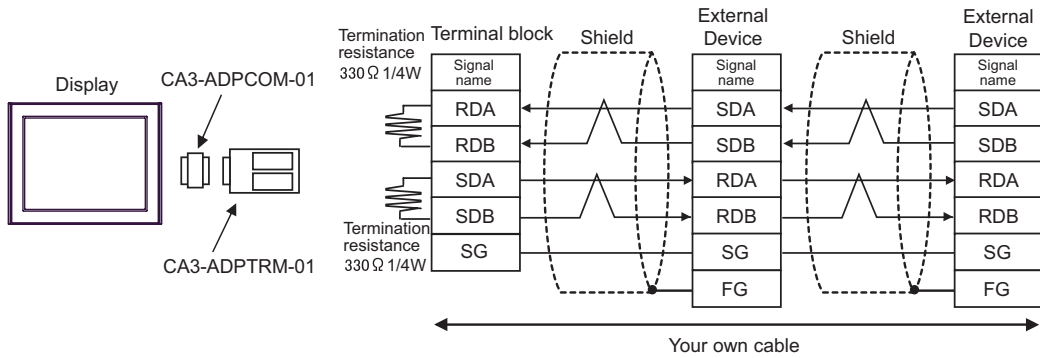 Display
CA3-ADPCOM-01
CA3-ADPTRM-01
Termination
resistance
330Ω 1/4W
Termination
resistance
330Ω 1/4W
Terminal block
Signal
name
RDA
RDB
SDA
SDB
SG
Shield
External
Device
Signal
name
SDA
SDB
RDA
RDB
SG
FG
Shield
External
Device
Signal
name
SDA
SDB
RDA
RDB
SG
FG
Your own cable